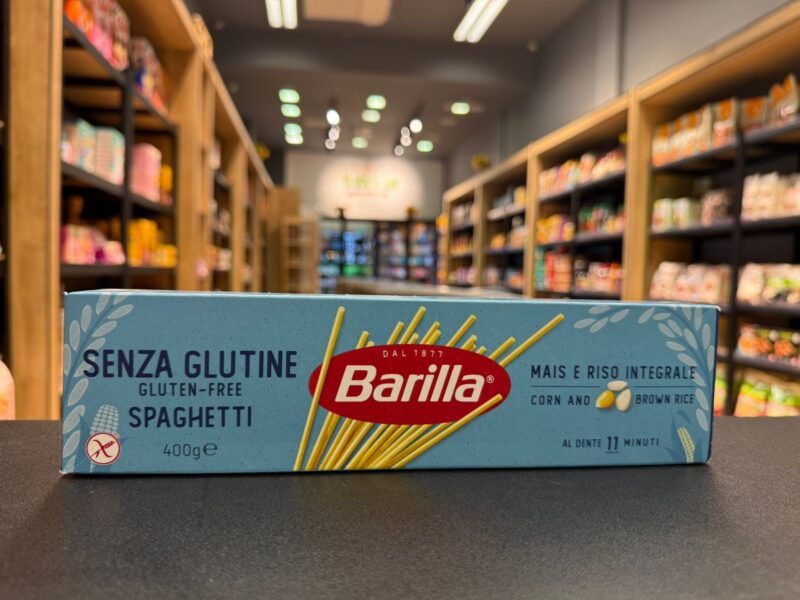 SENZA GLUTINE
GLUTEN-FREE
SPAGHETTI
400g℮
DAL 1877
Barilla®
MAIS E RISO INTEGRALE
CORN AND BROWN RICE
AL DENTE 11 MINUTI